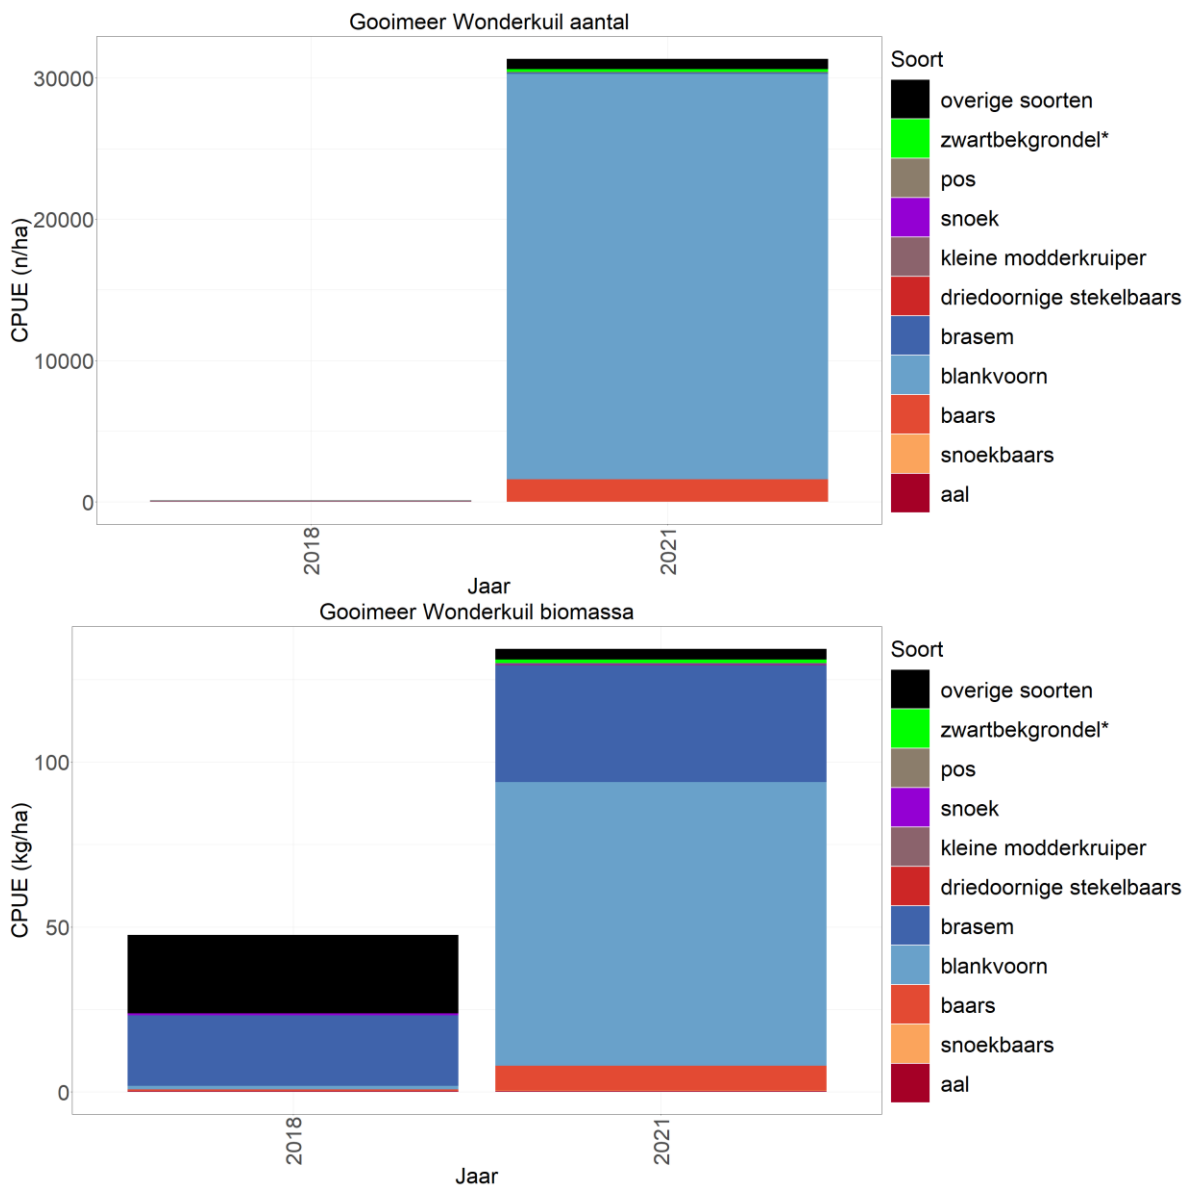 Gooimeer Wonderkuil aantal
CPUE (n/ha)
30000
20000
10000
0
2018
2021
Jaar
Soort
overige soorten
zwartbekgrondel*
pos
snoek
kleine modderkruiper
driedoornige stekelbaars
brasem
blankvoorn
baars
snoekbaars
aal
Gooimeer Wonderkuil biomassa
CPUE (kg/ha)
100
50
0
2018
2021
Jaar
Soort
overige soorten
zwartbekgrondel*
pos
snoek
kleine modderkruiper
driedoornige stekelbaars
brasem
blankvoorn
baars
snoekbaars
aal